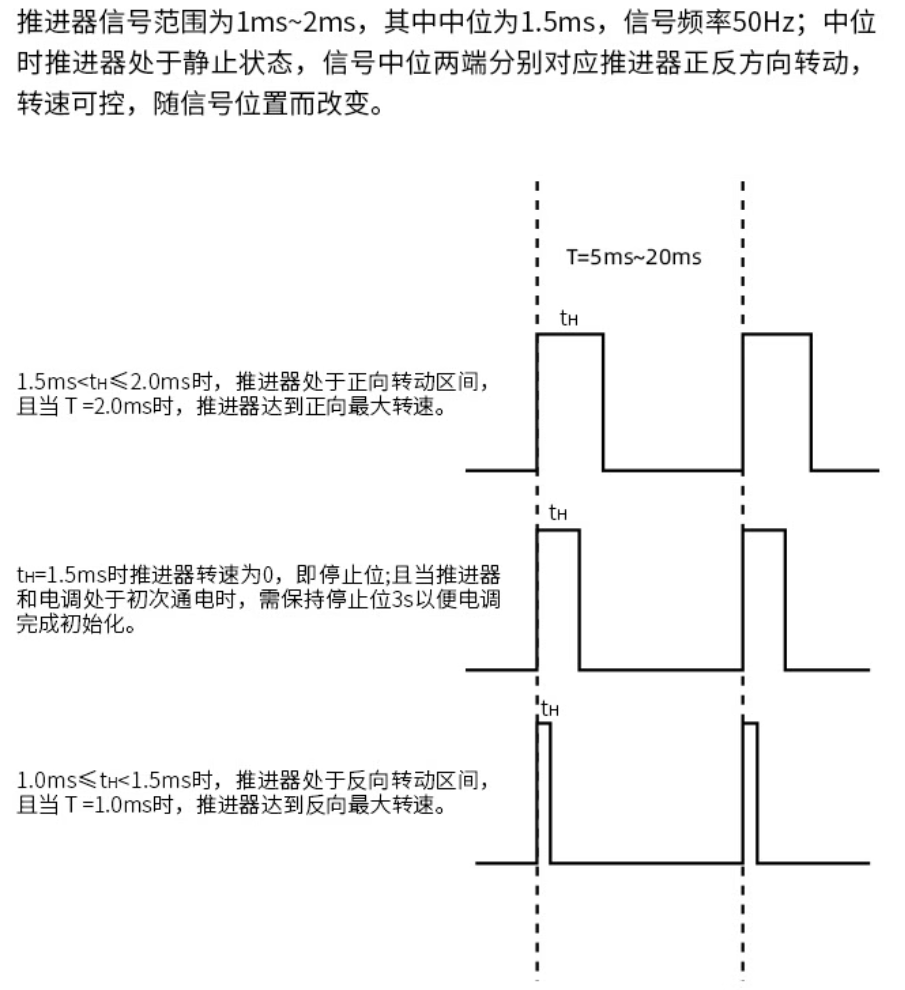 推进器信号范围为1ms~2ms，其中中位为1.5ms，信号频率50Hz；中位
时推进器处于静止状态，信号中位两端分别对应推进器正反方向转动，
转速可控，随信号位置而改变。
T=5ms~20ms
tH
1.5ms<tH≤2.0ms时，推进器处于正向转动区间，
且当T=2.0ms时，推进器达到正向最大转速。
tH
tH=1.5ms时推进器转速为0，即停止位;且当推进器
和电调处于初次通电时，需保持停止位3s以便电调
完成初始化。
tH
1.0ms≤tH<1.5ms时，推进器处于反向转动区间，
且当T=1.0ms时，推进器达到反向最大转速。